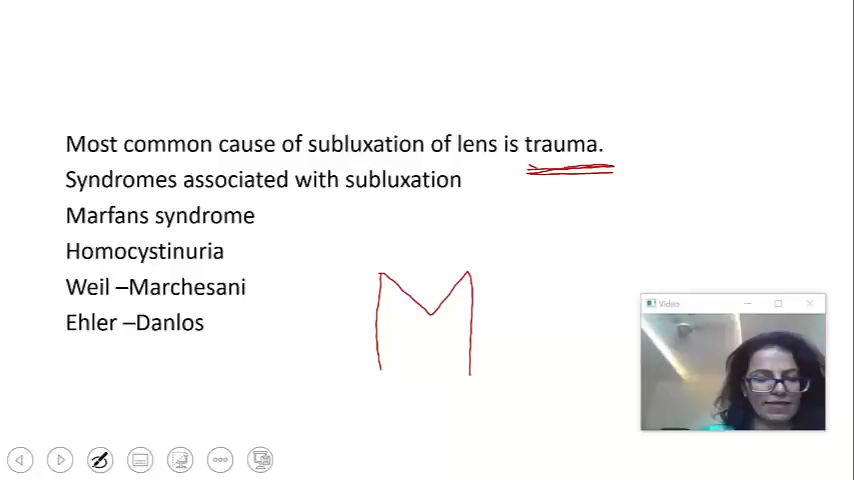 Most common cause of subluxation of lens is trauma.
Syndromes associated with subluxation
Marfans syndrome
Homocystinuria
Weil –Marchesani
Ehler –Danlos
M
Video